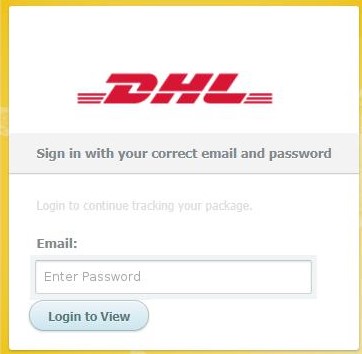 DHL
Sign in with your correct email and password
Login to continue tracking your package.
Email:
Enter Password
Login to View